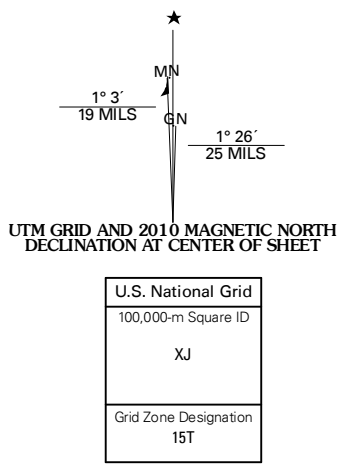 MN
1° 3´
19 MILS
GN
1° 26´
25 MILS
UTM GRID AND 2010 MAGNETIC NORTH
DECLINATION AT CENTER OF SHEET
U.S. National Grid
100,000-m Square ID
XJ
Grid Zone Designation
15T